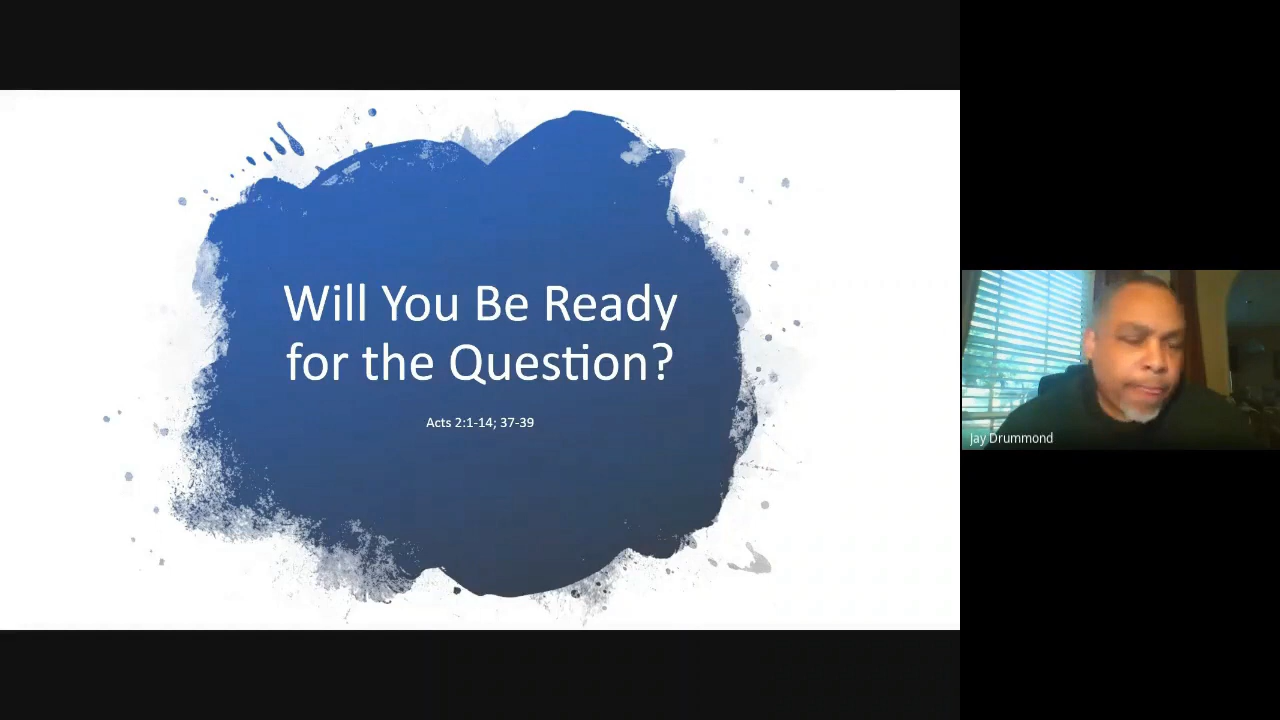 Will You Be Ready
for the Question?
Acts 2:1-14; 37-39
Jay Drummond